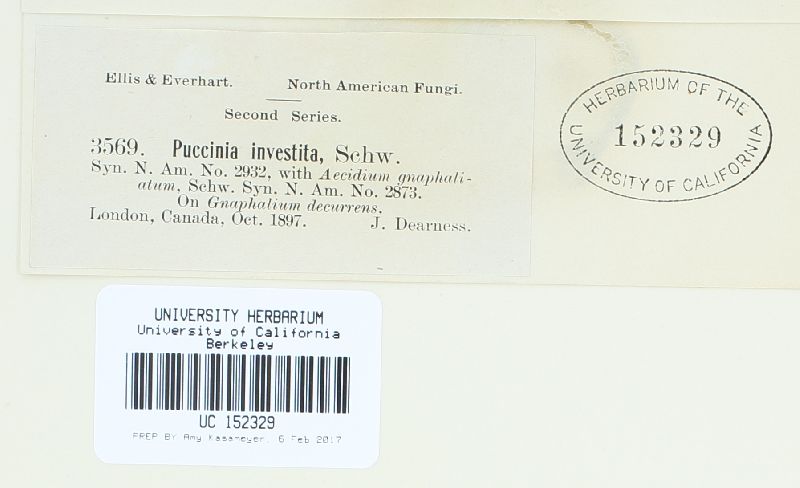 Ellis & Everhart. North American Fungi.
Second Series.
3569. Puccinia investita, Schw.
Syn. N. Am. No. 2932, with Aecidium gnaphali-
atum, Schw. Syn. N. Am. No. 2873.
On Gnaphalium decurrens.
London, Canada, Oct. 1897. J. Dearness.
HERBARIUM OF THE
152329
UNIVERSITY OF CALIFORNIA
UNIVERSITY HERBARIUM
University of California
Berkeley
UC 152329
PREP BY Amy Kasameyer, 6 Feb 2017